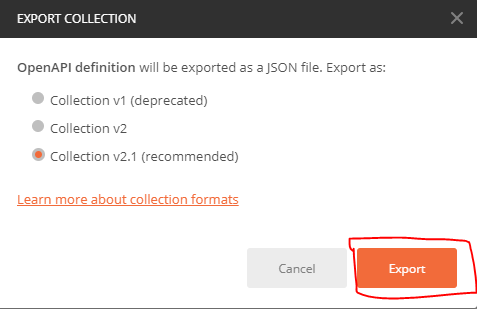 EXPORT COLLECTION
OpenAPI definition will be exported as a JSON file. Export as:
Collection v1 (deprecated)
Collection v2
Collection v2.1 (recommended)
Learn more about collection formats
Cancel
Export